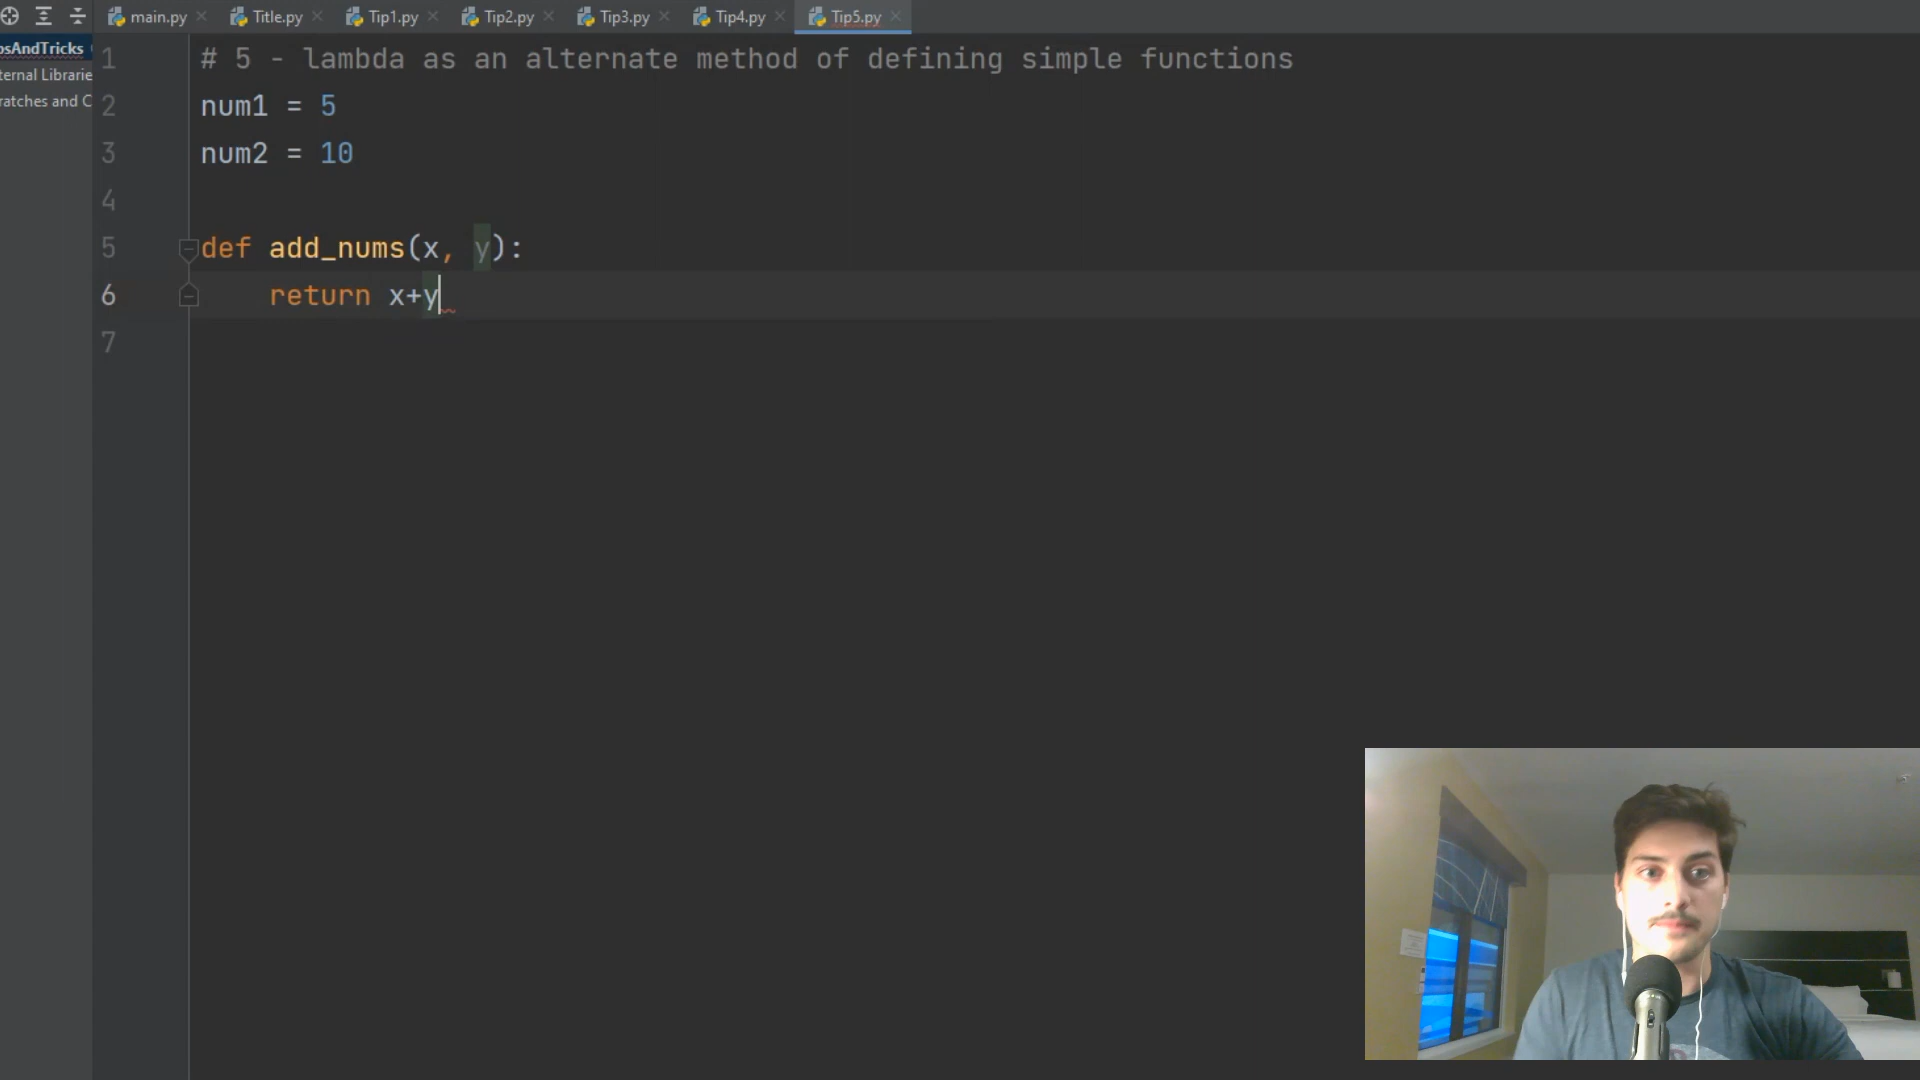 main.py Title.py Tip1.py Tip2.py Tip3.py Tip4.py Tip5.py
psAndTricks
ternal Librarie
ratches and C
1 # 5 - lambda as an alternate method of defining simple functions
2 num1 = 5
3 num2 = 10
4
5 def add_nums(x, y):
6 return x+y
7